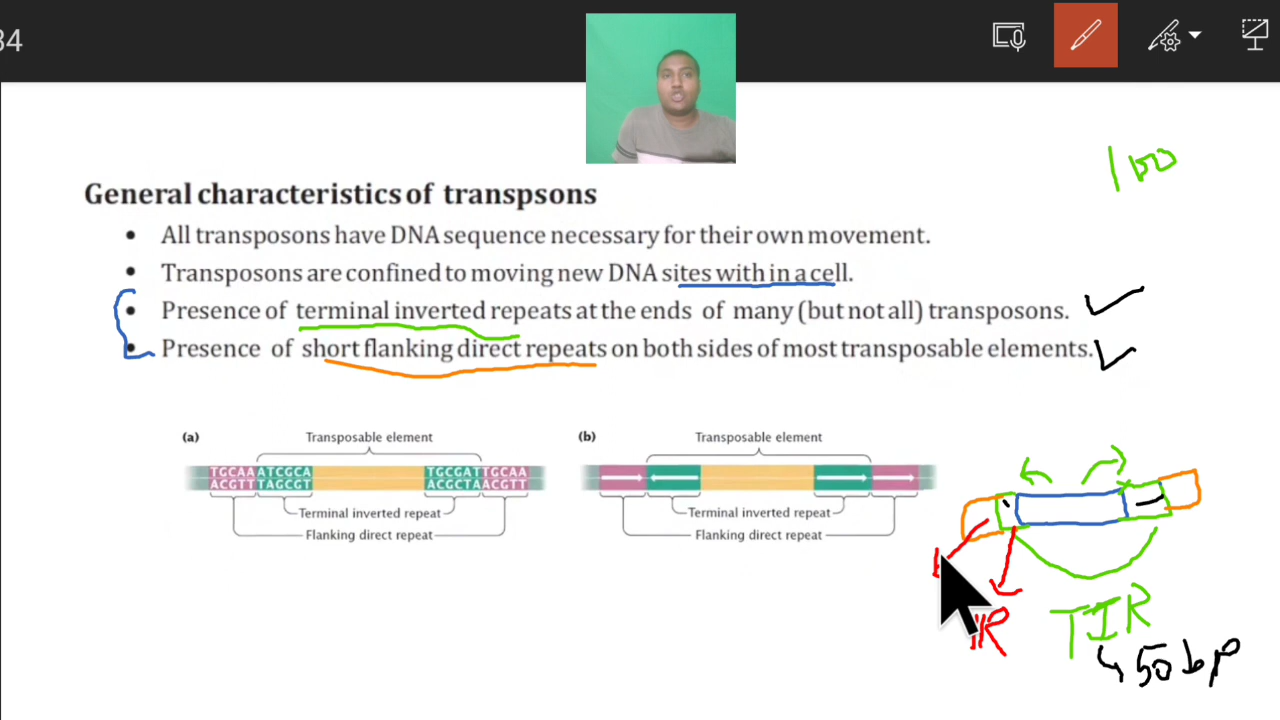 34
100
General characteristics of transpsons
• All transposons have DNA sequence necessary for their own movement.
• Transposons are confined to moving new DNA sites with in a cell.
• Presence of terminal inverted repeats at the ends of many (but not all) transposons.
• Presence of short flanking direct repeats on both sides of most transposable elements.
(a) Transposable element
TGCAA ATCGCA TGCGAT TGCAA
ACGTT TAGCGT ACGCTA ACGTT
Terminal inverted repeat
Flanking direct repeat
(b) Transposable element
Terminal inverted repeat
Flanking direct repeat
TIR
50 bp